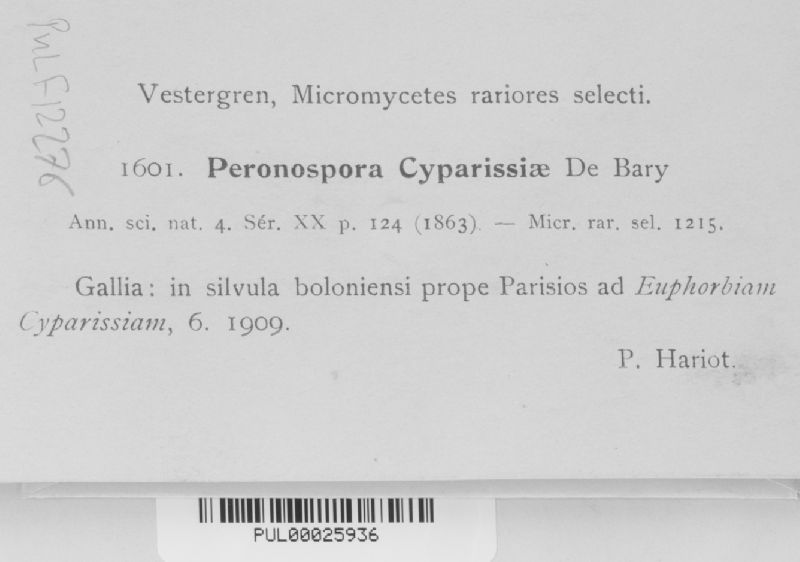 PUL F12276
Vestergren, Micromycetes rariores selecti.
1601. Peronospora Cyparissiæ De Bary
Ann. sci. nat. 4. Sér. XX p. 124 (1863). — Micr. rar. sel. 1215.
Gallia: in silvula boloniensi prope Parisios ad Euphorbiam
Cyparissiam, 6. 1909.
P. Hariot.
PUL00025936